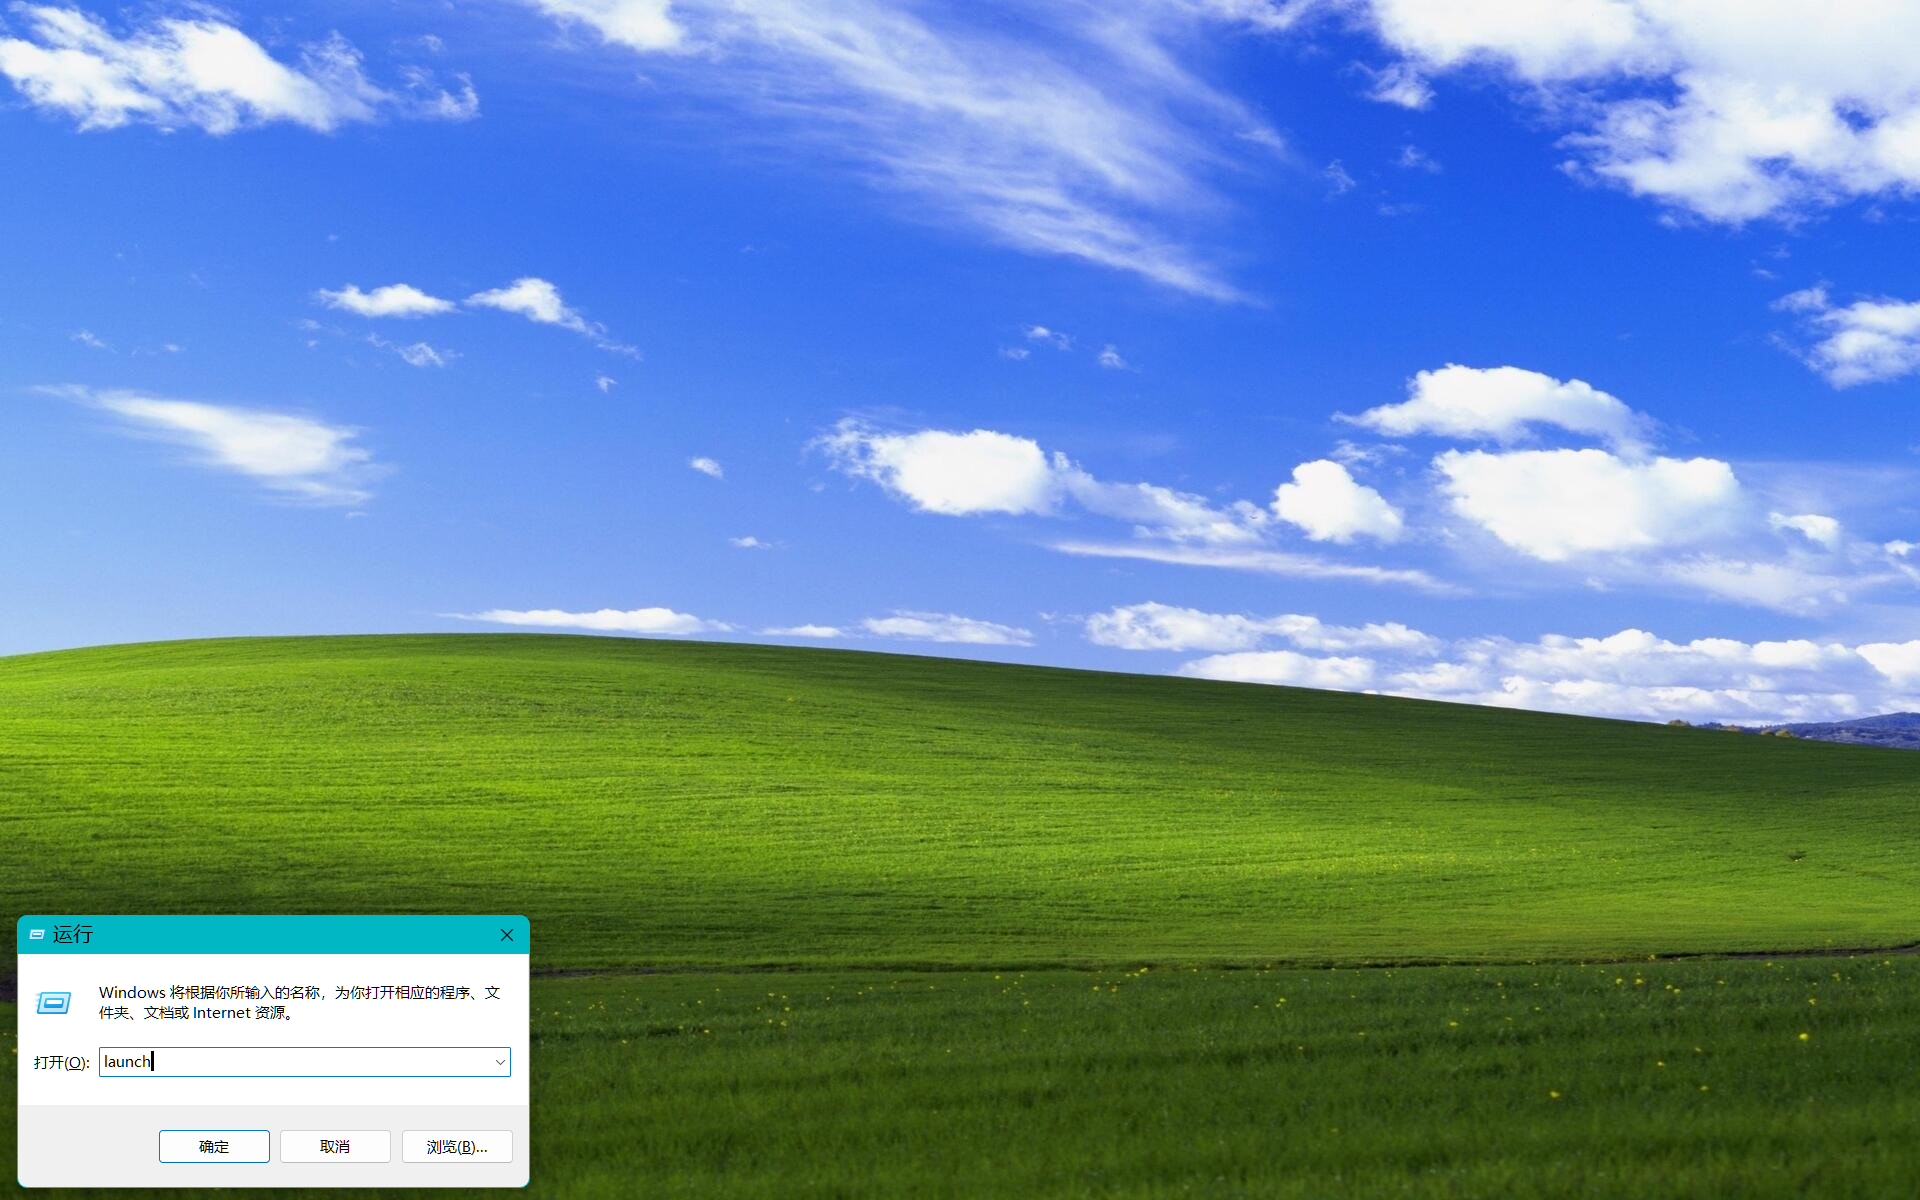 运行
Windows 将根据你所输入的名称，为你打开相应的程序、文
件夹、文档或 Internet 资源。
打开(O): launch
确定 取消 浏览(B)...